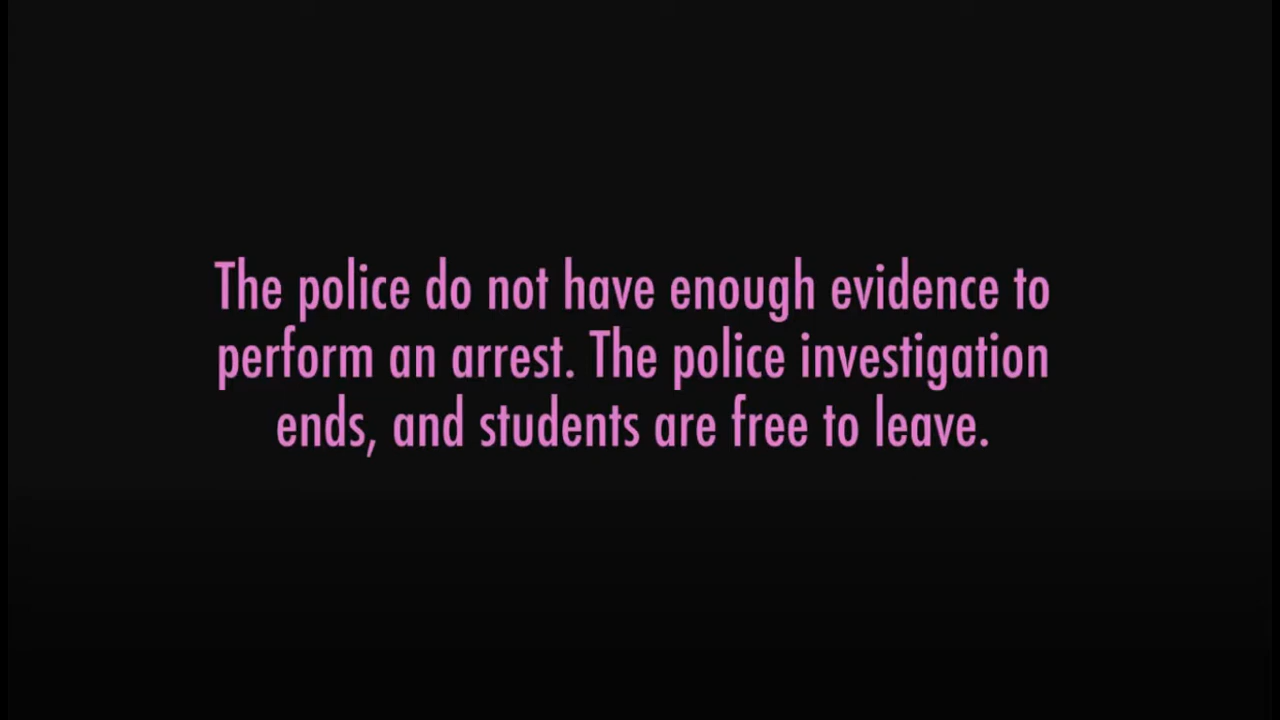 The police do not have enough evidence to
perform an arrest. The police investigation
ends, and students are free to leave.